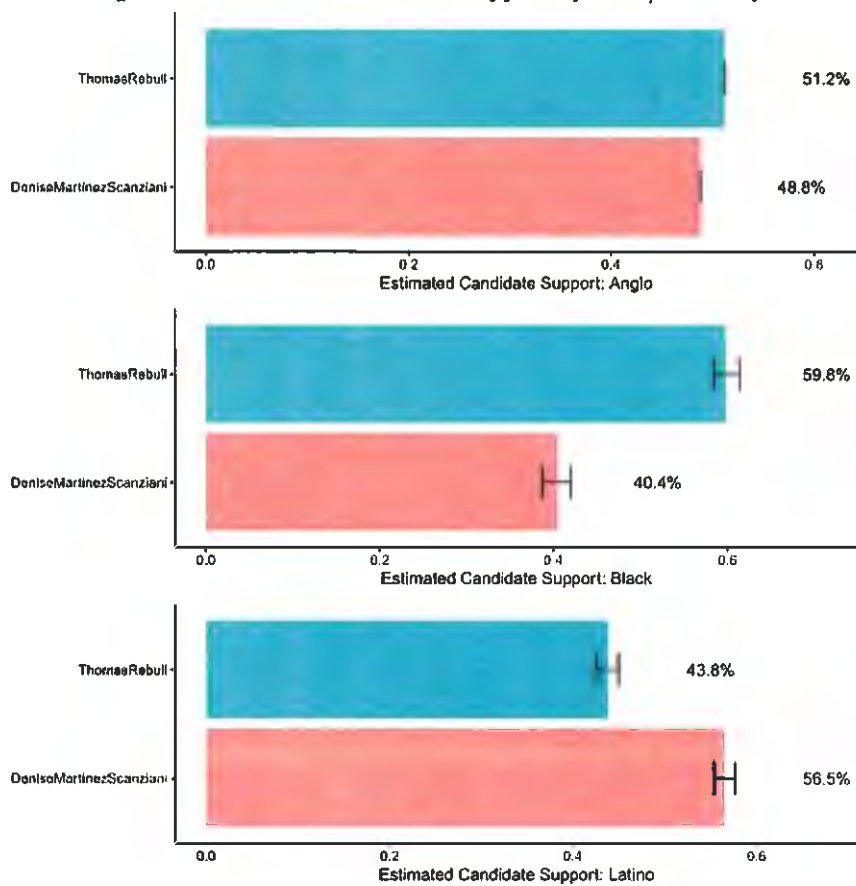 ThomasRebull
51.2%
DeniseMartinezScanziani
48.8%
0.0 0.2 0.4 0.6
Estimated Candidate Support: Anglo
ThomasRebull
59.8%
DeniseMartinezScanziani
40.4%
0.0 0.2 0.4 0.6
Estimated Candidate Support: Black
ThomasRebull
43.8%
DeniseMartinezScanziani
56.5%
0.0 0.2 0.4 0.6
Estimated Candidate Support: Latino